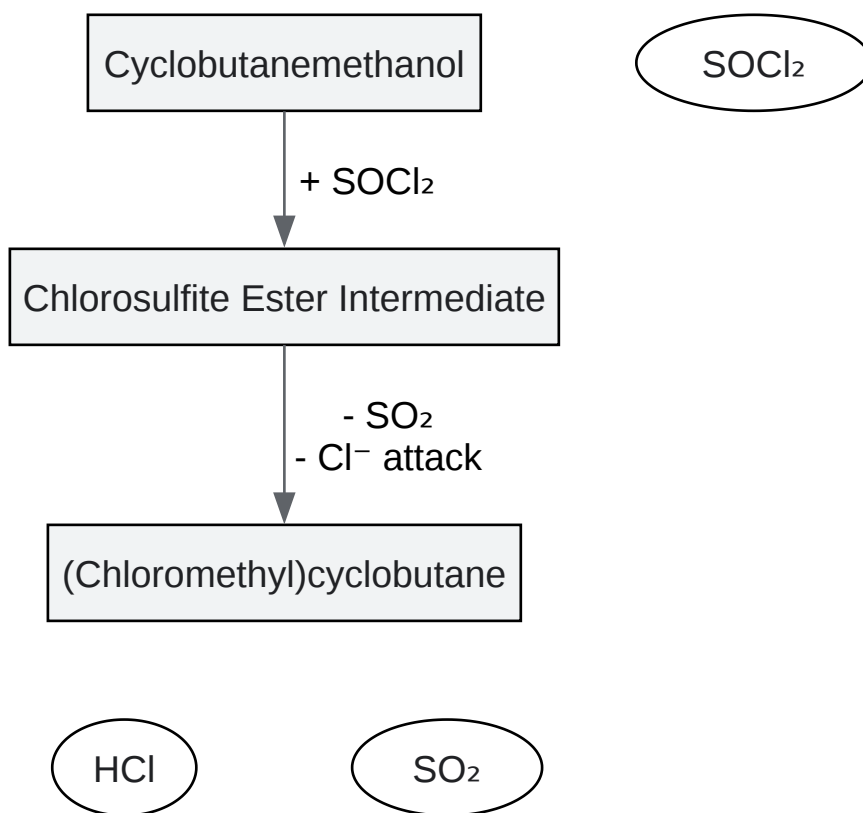 Cyclobutanemethanol
SOCl₂
+ SOCl₂
Chlorosulfite Ester Intermediate
- SO₂
- Cl⁻ attack
(Chloromethyl)cyclobutane
HCl
SO₂